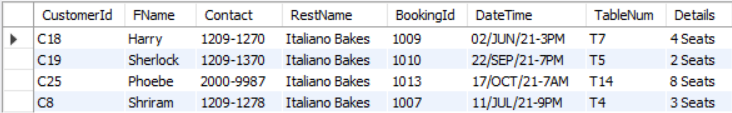 CustomerId FName Contact RestName BookingId DateTime TableNum Details
C18 Harry 1209-1270 Italiano Bakes 1009 02/JUN/21-3PM T7 4 Seats
C19 Sherlock 1209-1370 Italiano Bakes 1010 22/SEP/21-7PM T5 2 Seats
C25 Phoebe 2000-9987 Italiano Bakes 1013 17/OCT/21-7AM T14 8 Seats
C8 Shriram 1209-1278 Italiano Bakes 1007 11/JUL/21-9PM T4 3 Seats